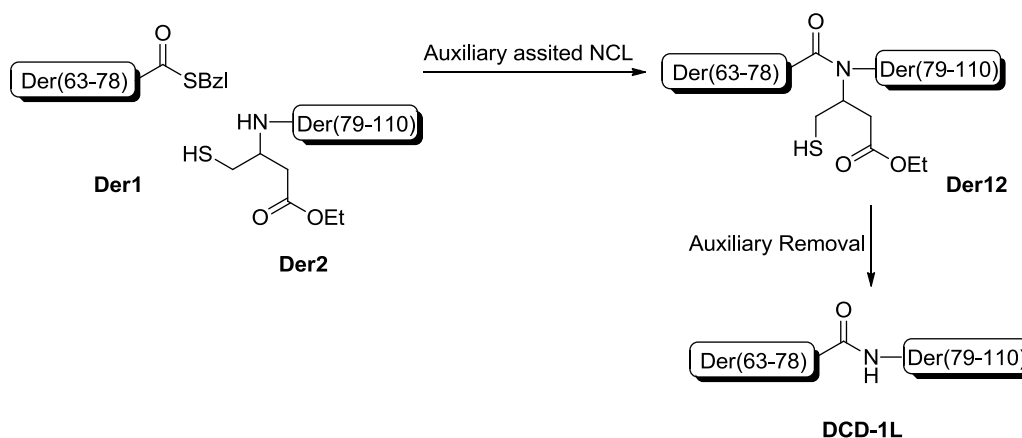 O
Der(63-78)
SBzl
Der1
HN
Der(79-110)
HS
O
OEt
Der2
Auxiliary assited NCL
O
Der(63-78)
N
Der(79-110)
HS
O
OEt
Der12
Auxiliary Removal
O
Der(63-78)
N
H
Der(79-110)
DCD-1L